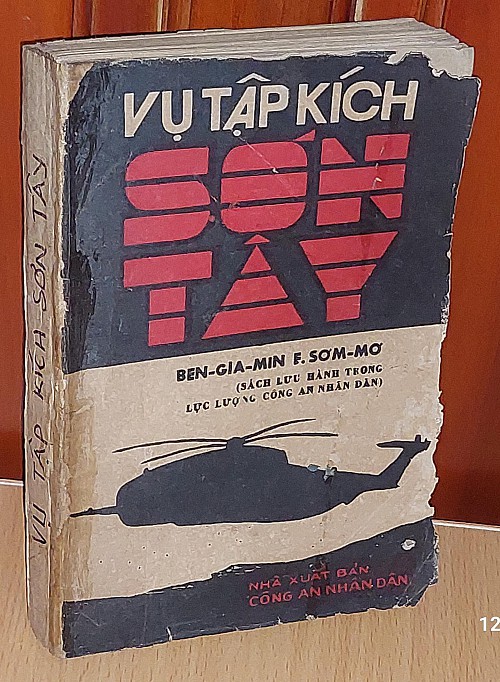 VỤ TẬP KÍCH
SƠN
TÂY
BEN-GIA-MIN F. SƠM-MƠ
(SÁCH LƯU HÀNH TRONG
LỰC LƯỢNG CÔNG AN NHÂN DÂN)
NHÀ XUẤT BẢN
CÔNG AN NHÂN DÂN
VỤ TẬP KÍCH SƠN TÂY
12